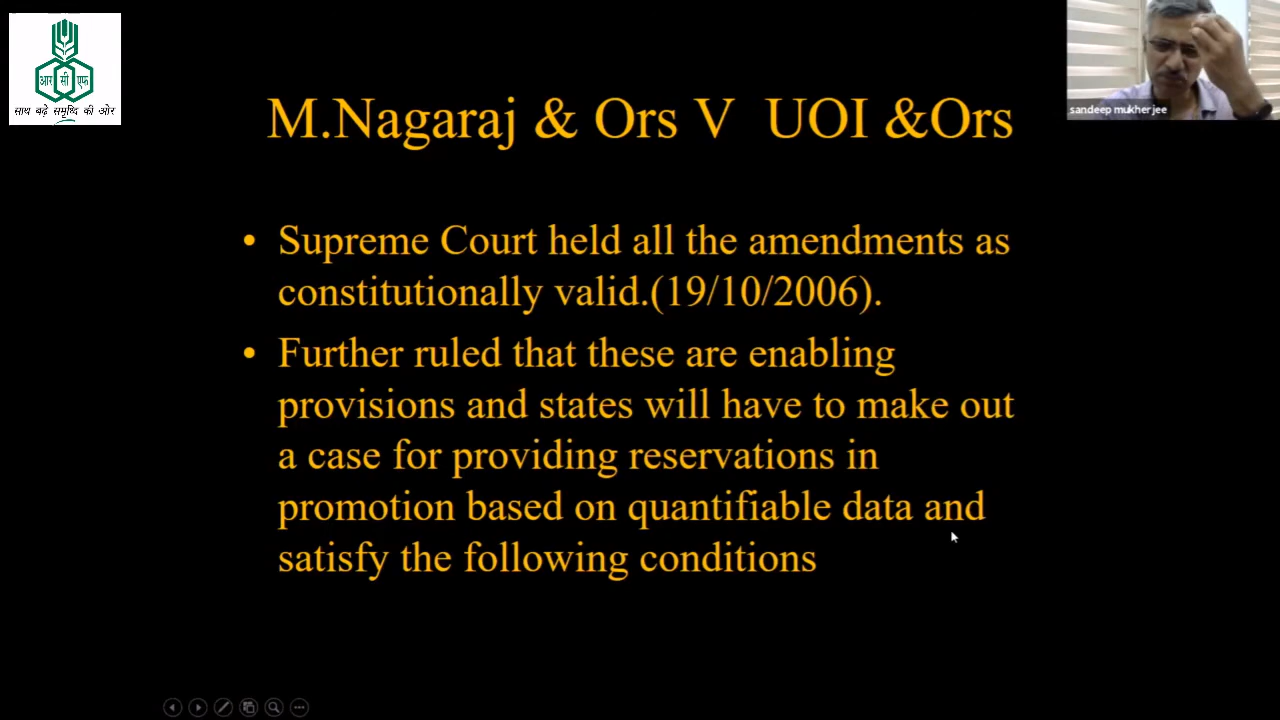 आर सी एफ
साथ बढ़े समृद्धि की ओर
sandeep mukherjee
M.Nagaraj & Ors V UOI &Ors
• Supreme Court held all the amendments as
constitutionally valid.(19/10/2006).
• Further ruled that these are enabling
provisions and states will have to make out
a case for providing reservations in
promotion based on quantifiable data and
satisfy the following conditions